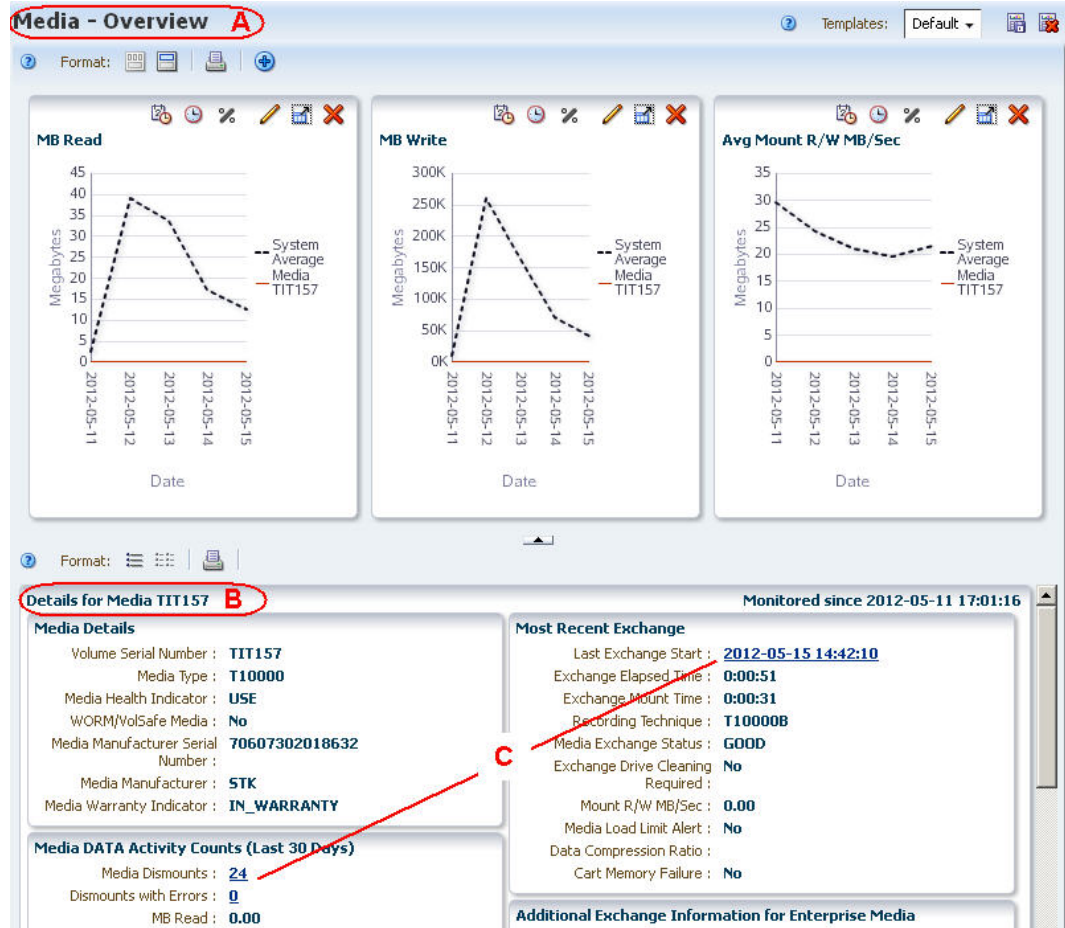 Media - Overview A
Templates: Default
Format:
MB Read
45
40
35
30
25
20
15
10
5
0
Megabytes
System Average
Media TIT157
2012-05-11
2012-05-12
2012-05-13
2012-05-14
2012-05-15
Date
MB Write
300K
250K
200K
150K
100K
50K
0K
Megabytes
System Average
Media TIT157
2012-05-11
2012-05-12
2012-05-13
2012-05-14
2012-05-15
Date
Avg Mount R/W MB/Sec
35
30
25
20
15
10
5
0
Megabytes
System Average
Media TIT157
2012-05-11
2012-05-12
2012-05-13
2012-05-14
2012-05-15
Date
Format:
Details for Media TIT157 B
Monitored since 2012-05-11 17:01:16
Media Details
Volume Serial Number : TIT157
Media Type : T10000
Media Health Indicator : USE
WORM/VolSafe Media : No
Media Manufacturer Serial Number : 70607302018632
Media Manufacturer : STK
Media Warranty Indicator : IN_WARRANTY
Media DATA Activity Counts (Last 30 Days)
Media Dismounts : 24
Dismounts with Errors : 0
MB Read : 0.00
C
Most Recent Exchange
Last Exchange Start : 2012-05-15 14:42:10
Exchange Elapsed Time : 0:00:51
Exchange Mount Time : 0:00:31
Recording Technique : T10000B
Media Exchange Status : GOOD
Exchange Drive Cleaning Required : No
Mount R/W MB/Sec : 0.00
Media Load Limit Alert : No
Data Compression Ratio :
Cart Memory Failure : No
Additional Exchange Information for Enterprise Media